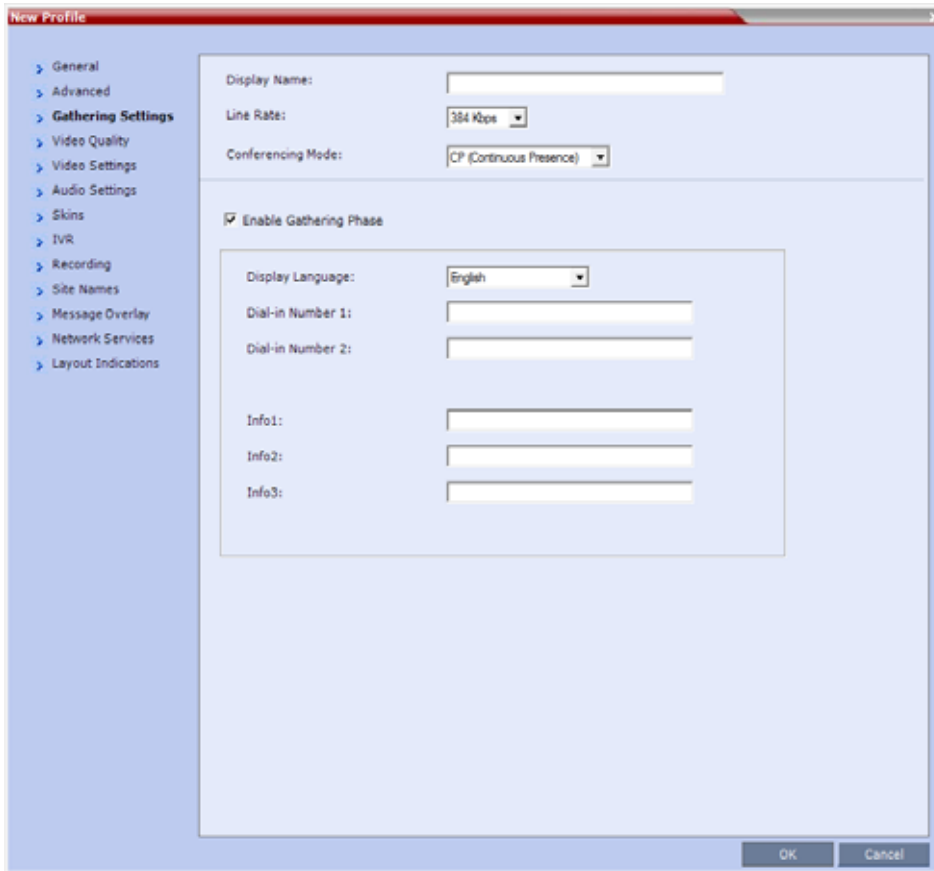 New Profile
General
Advanced
Gathering Settings
Video Quality
Video Settings
Audio Settings
Skins
IVR
Recording
Site Names
Message Overlay
Network Services
Layout Indications
Display Name:
Line Rate: 384 Kbps
Conferencing Mode: CP (Continuous Presence)
Enable Gathering Phase
Display Language: English
Dial-in Number 1:
Dial-in Number 2:
Info1:
Info2:
Info3:
OK Cancel